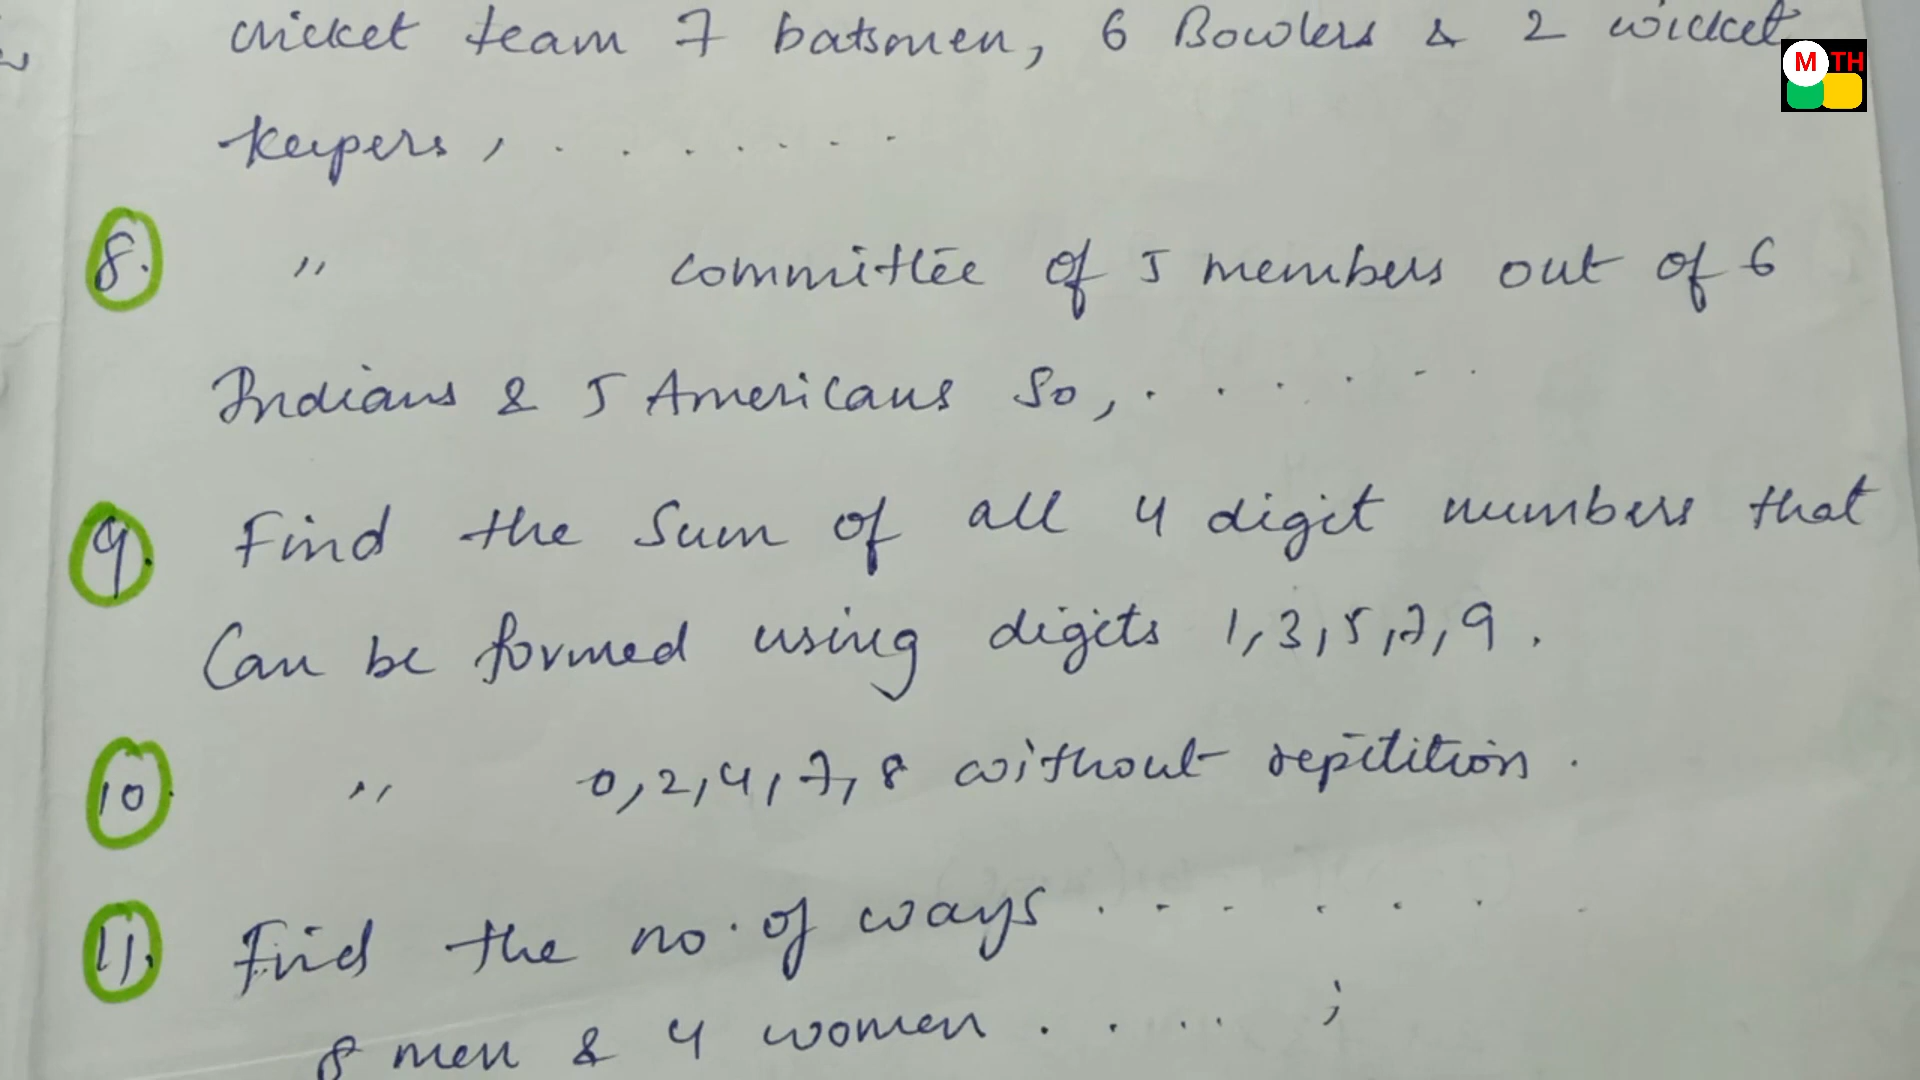 cricket team 7 batsmen, 6 Bowlers & 2 wicket
keepers, . . . . . . .
8. " committee of 5 members out of 6
Indians & 5 Americans So, . . . . . .
9. Find the Sum of all 4 digit numbers that
Can be formed using digits 1, 3, 5, 7, 9.
10. " 0, 2, 4, 7, 8 without repitition.
11. Find the no. of ways . . . . . . .
8 men & 4 women . . . . ;
M TH